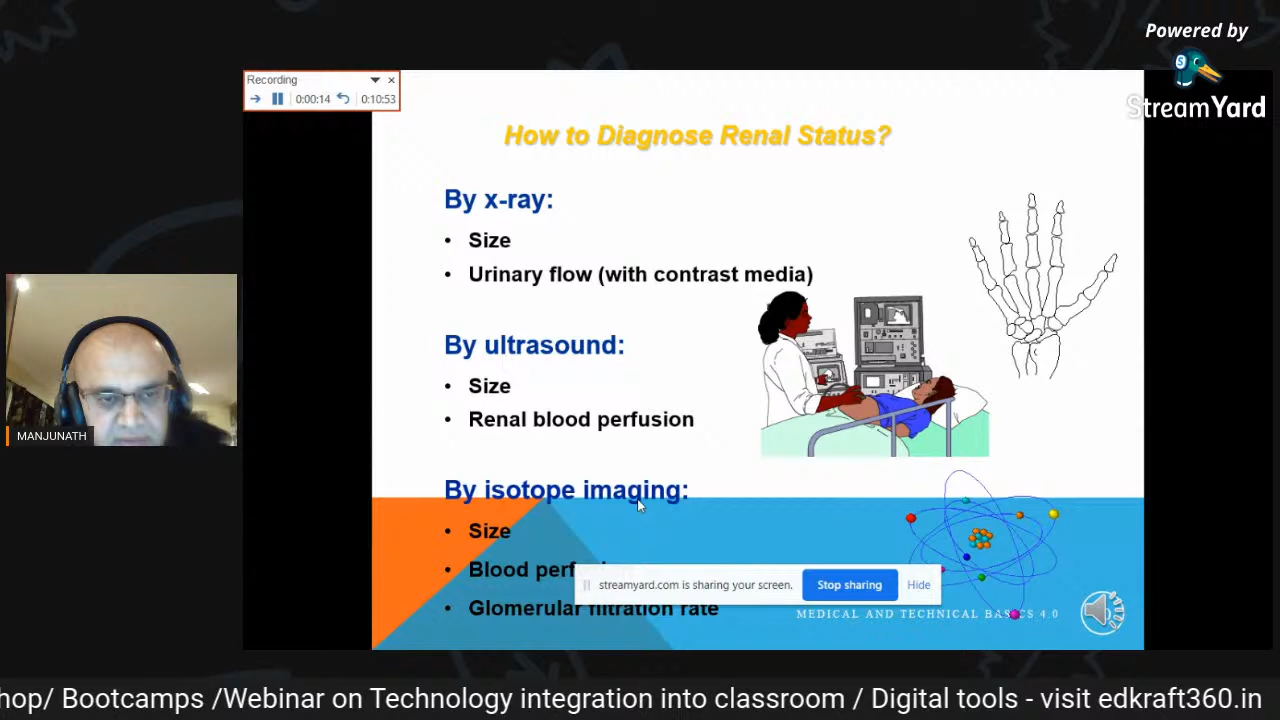 Powered by
StreamYard
Recording
0:00:14 0:10:53
How to Diagnose Renal Status?
By x-ray:
• Size
• Urinary flow (with contrast media)
By ultrasound:
• Size
• Renal blood perfusion
MANJUNATH
By isotope imaging:
• Size
• Blood
streamyard.com is sharing your screen. Stop sharing Hide
• Glomerular filtration rate
MEDICAL AND TECHNICAL BASICS 4.0
hop/ Bootcamps /Webinar on Technology integration into classroom / Digital tools - visit edkraft360.in